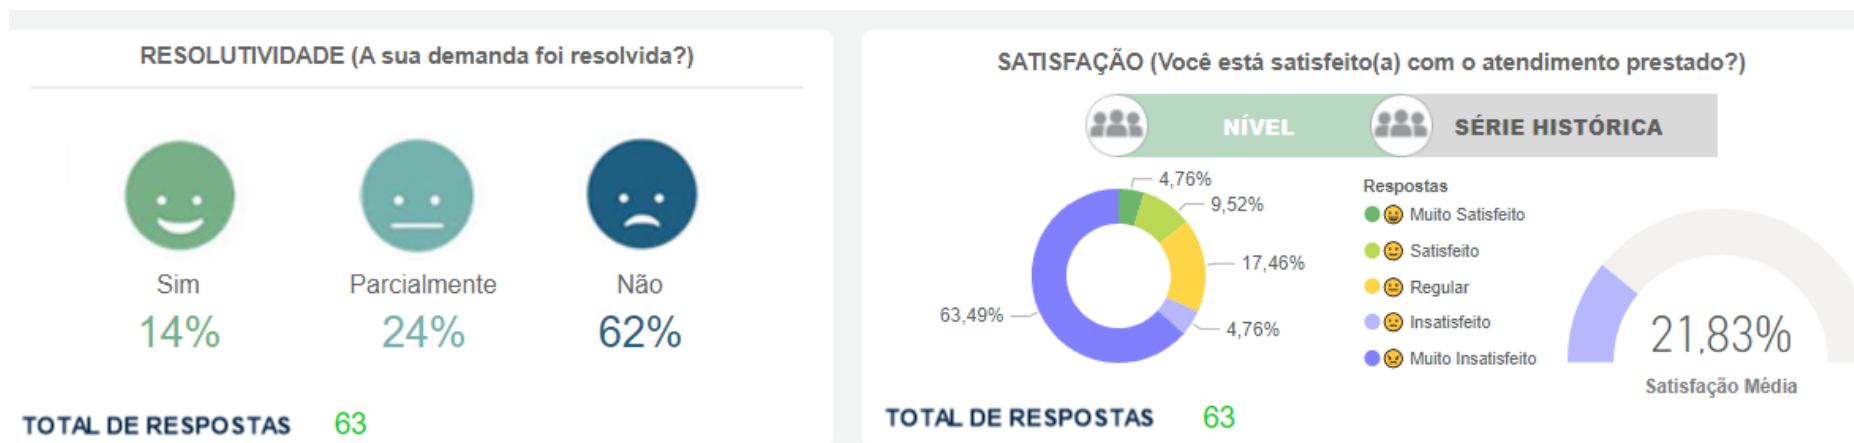 RESOLUTIVIDADE (A sua demanda foi resolvida?)
Sim
14%
Parcialmente
24%
Não
62%
TOTAL DE RESPOSTAS 63
SATISFAÇÃO (Você está satisfeito(a) com o atendimento prestado?)
NÍVEL
SÉRIE HISTÓRICA
4,76%
9,52%
17,46%
4,76%
63,49%
Respostas
Muito Satisfeito
Satisfeito
Regular
Insatisfeito
Muito Insatisfeito
21,83%
Satisfação Média
TOTAL DE RESPOSTAS 63